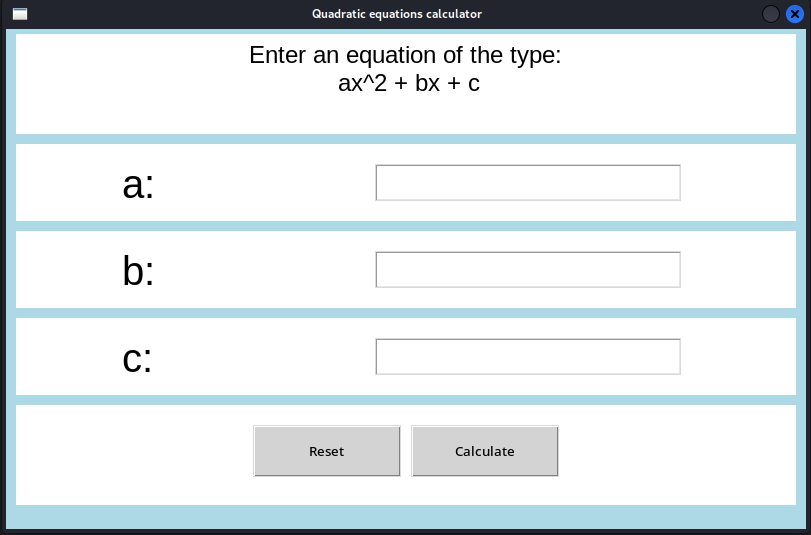 Quadratic equations calculator
Enter an equation of the type:
ax^2 + bx + c
a:
b:
c:
Reset
Calculate